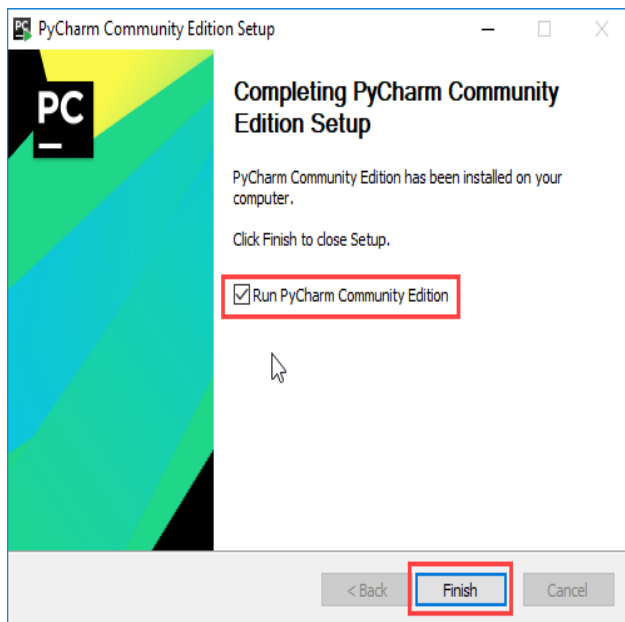 PyCharm Community Edition Setup
PC
Completing PyCharm Community
Edition Setup
PyCharm Community Edition has been installed on your
computer.
Click Finish to close Setup.
Run PyCharm Community Edition
< Back
Finish
Cancel